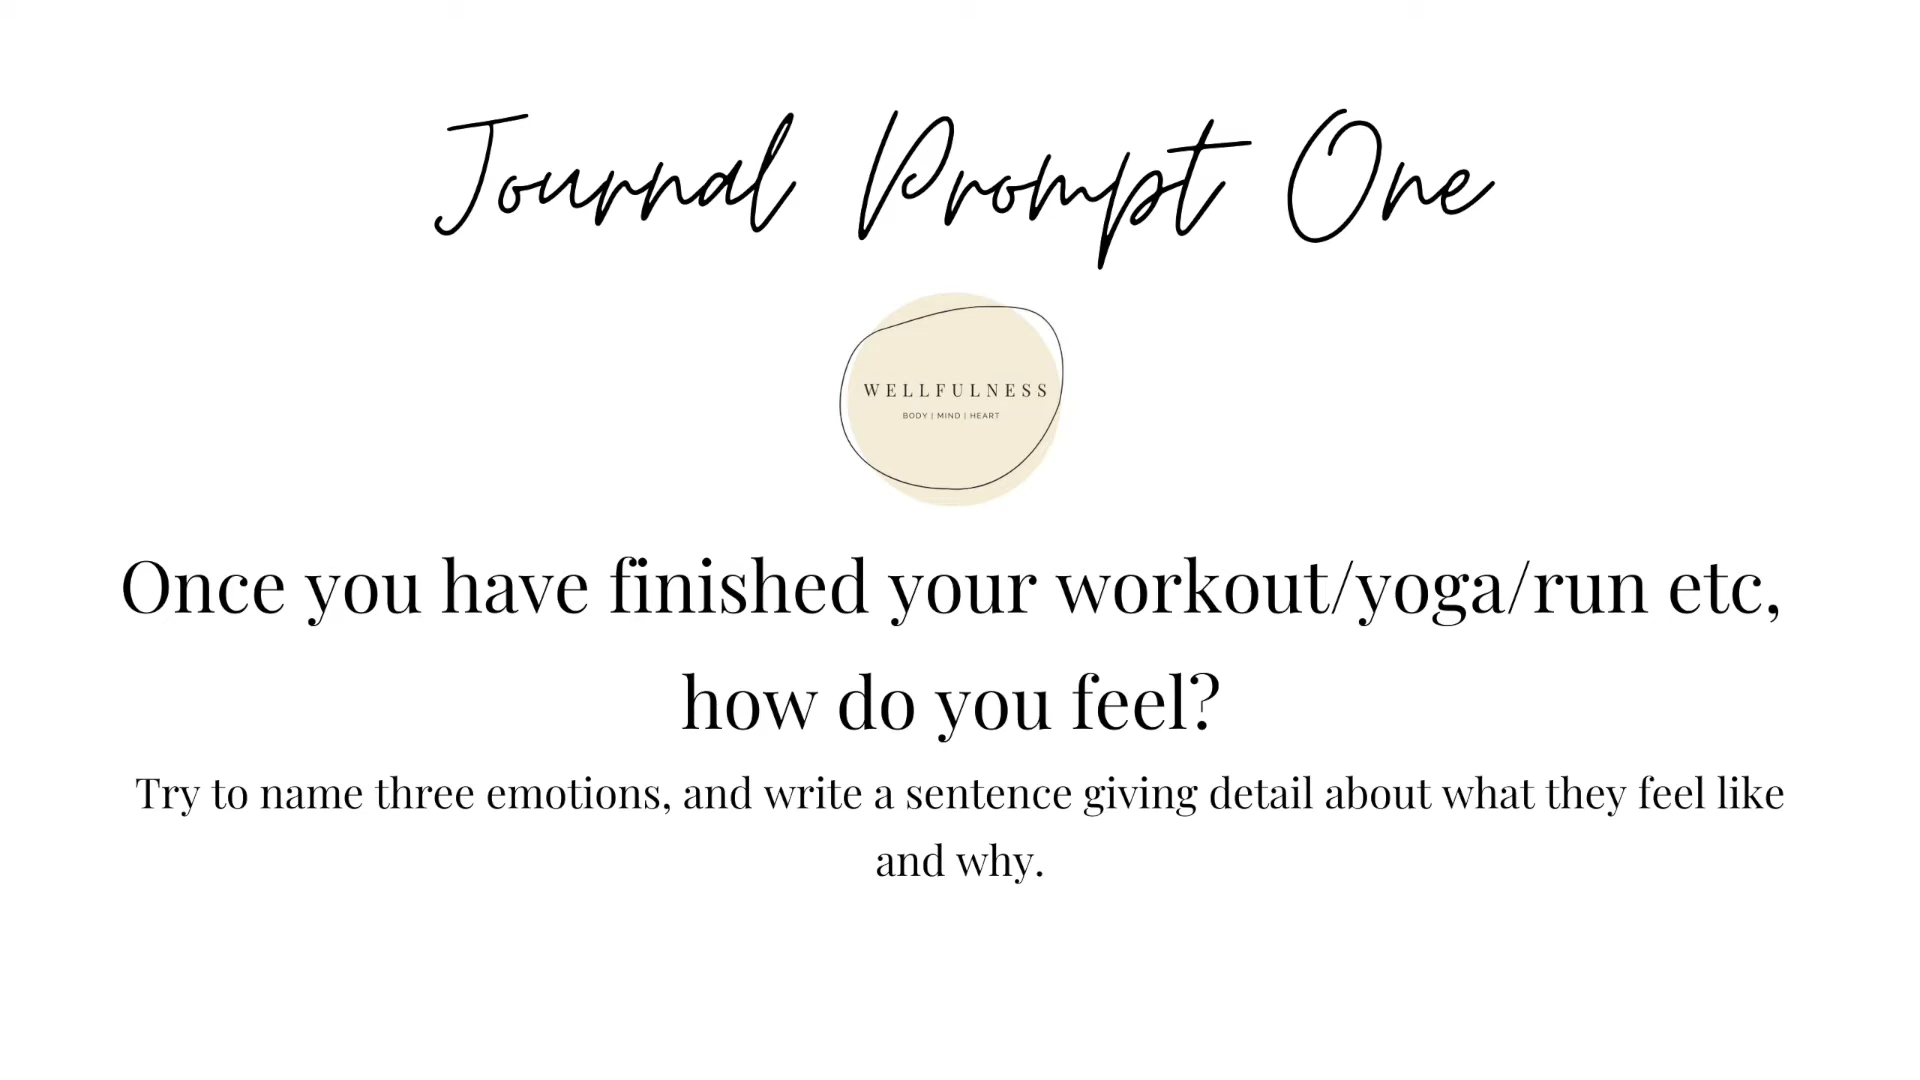 Journal Prompt One
WELLFULNESS
BODY | MIND | HEART
Once you have finished your workout/yoga/run etc,
how do you feel?
Try to name three emotions, and write a sentence giving detail about what they feel like
and why.